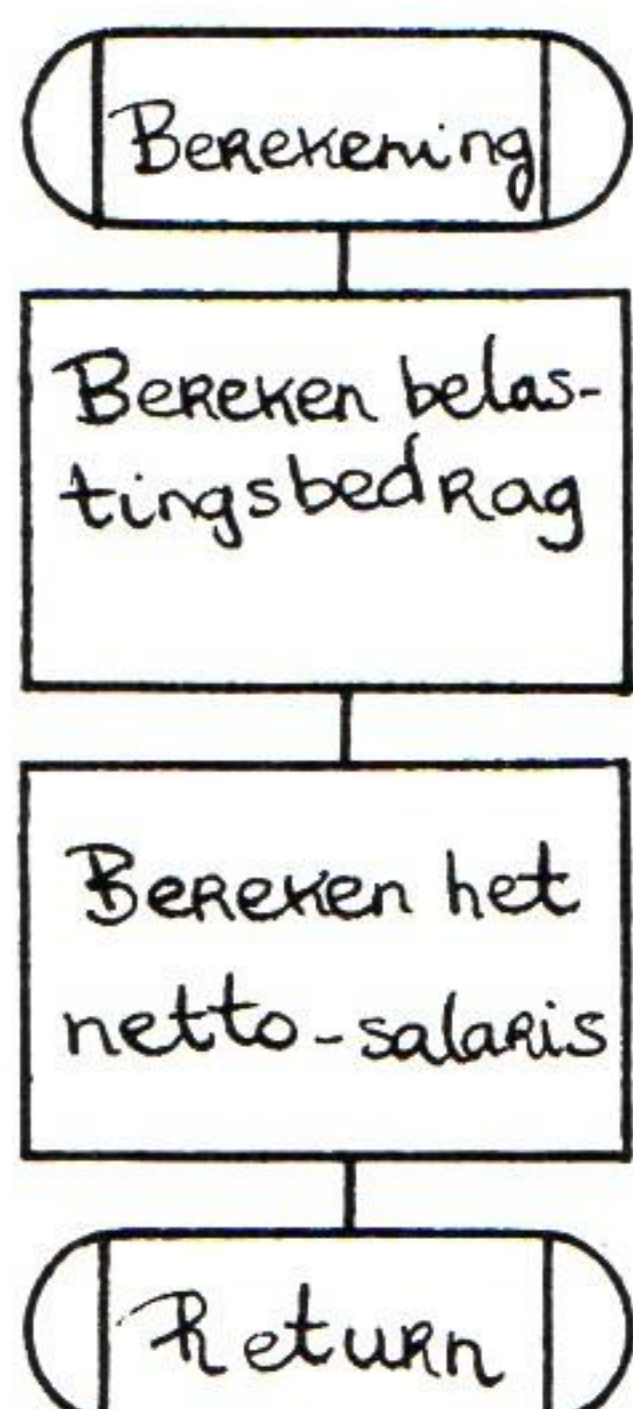 Berekening
Bereken belas-
tingsbedrag
Bereken het
netto-salaris
Return